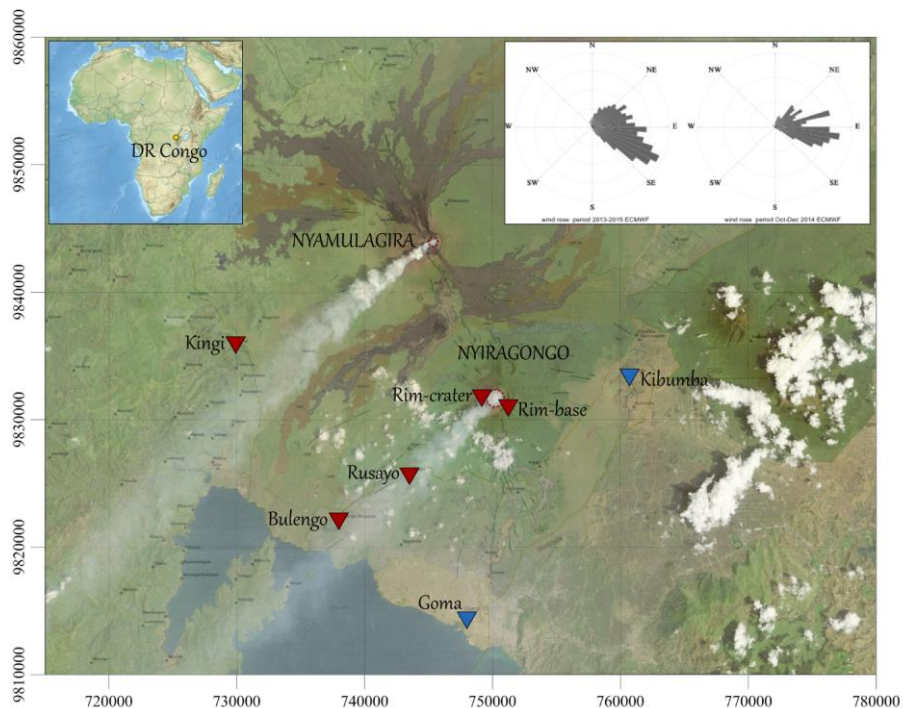 9860000
9850000
9840000
9830000
9820000
9810000
DR Congo
N
NW
NE
W
E
SW
SE
S
wind rose period 2013-2015 ECMWF
N
NW
NE
W
E
SW
SE
S
wind rose period Oct-Dec 2014 ECMWF
NYAMULAGIRA
Kingi
NYIRAGONGO
Rim-crater
Kibumba
Rim-base
Rusayo
Bulengo
Goma
720000
730000
740000
750000
760000
770000
780000